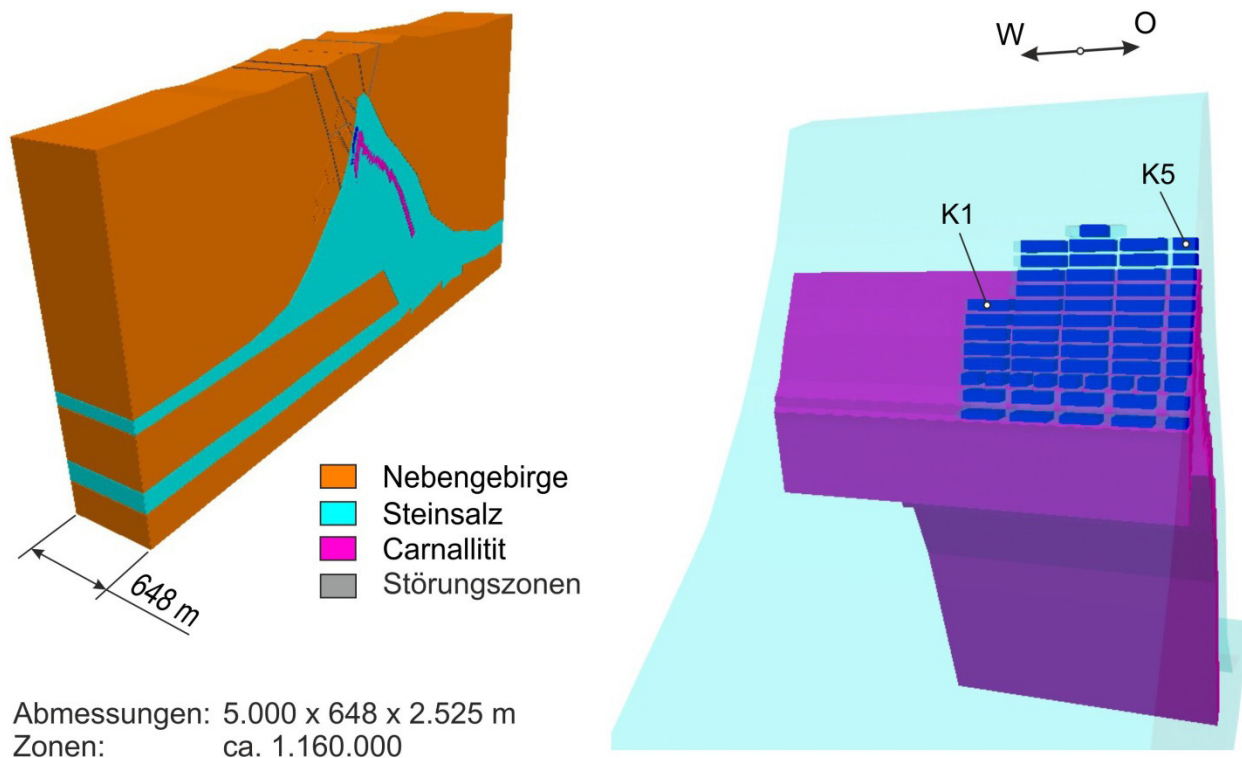 W O
K5
K1
Nebengebirge
Steinsalz
Carnallitit
Störungszonen
648 m
Abmessungen: 5.000 x 648 x 2.525 m
Zonen: ca. 1.160.000